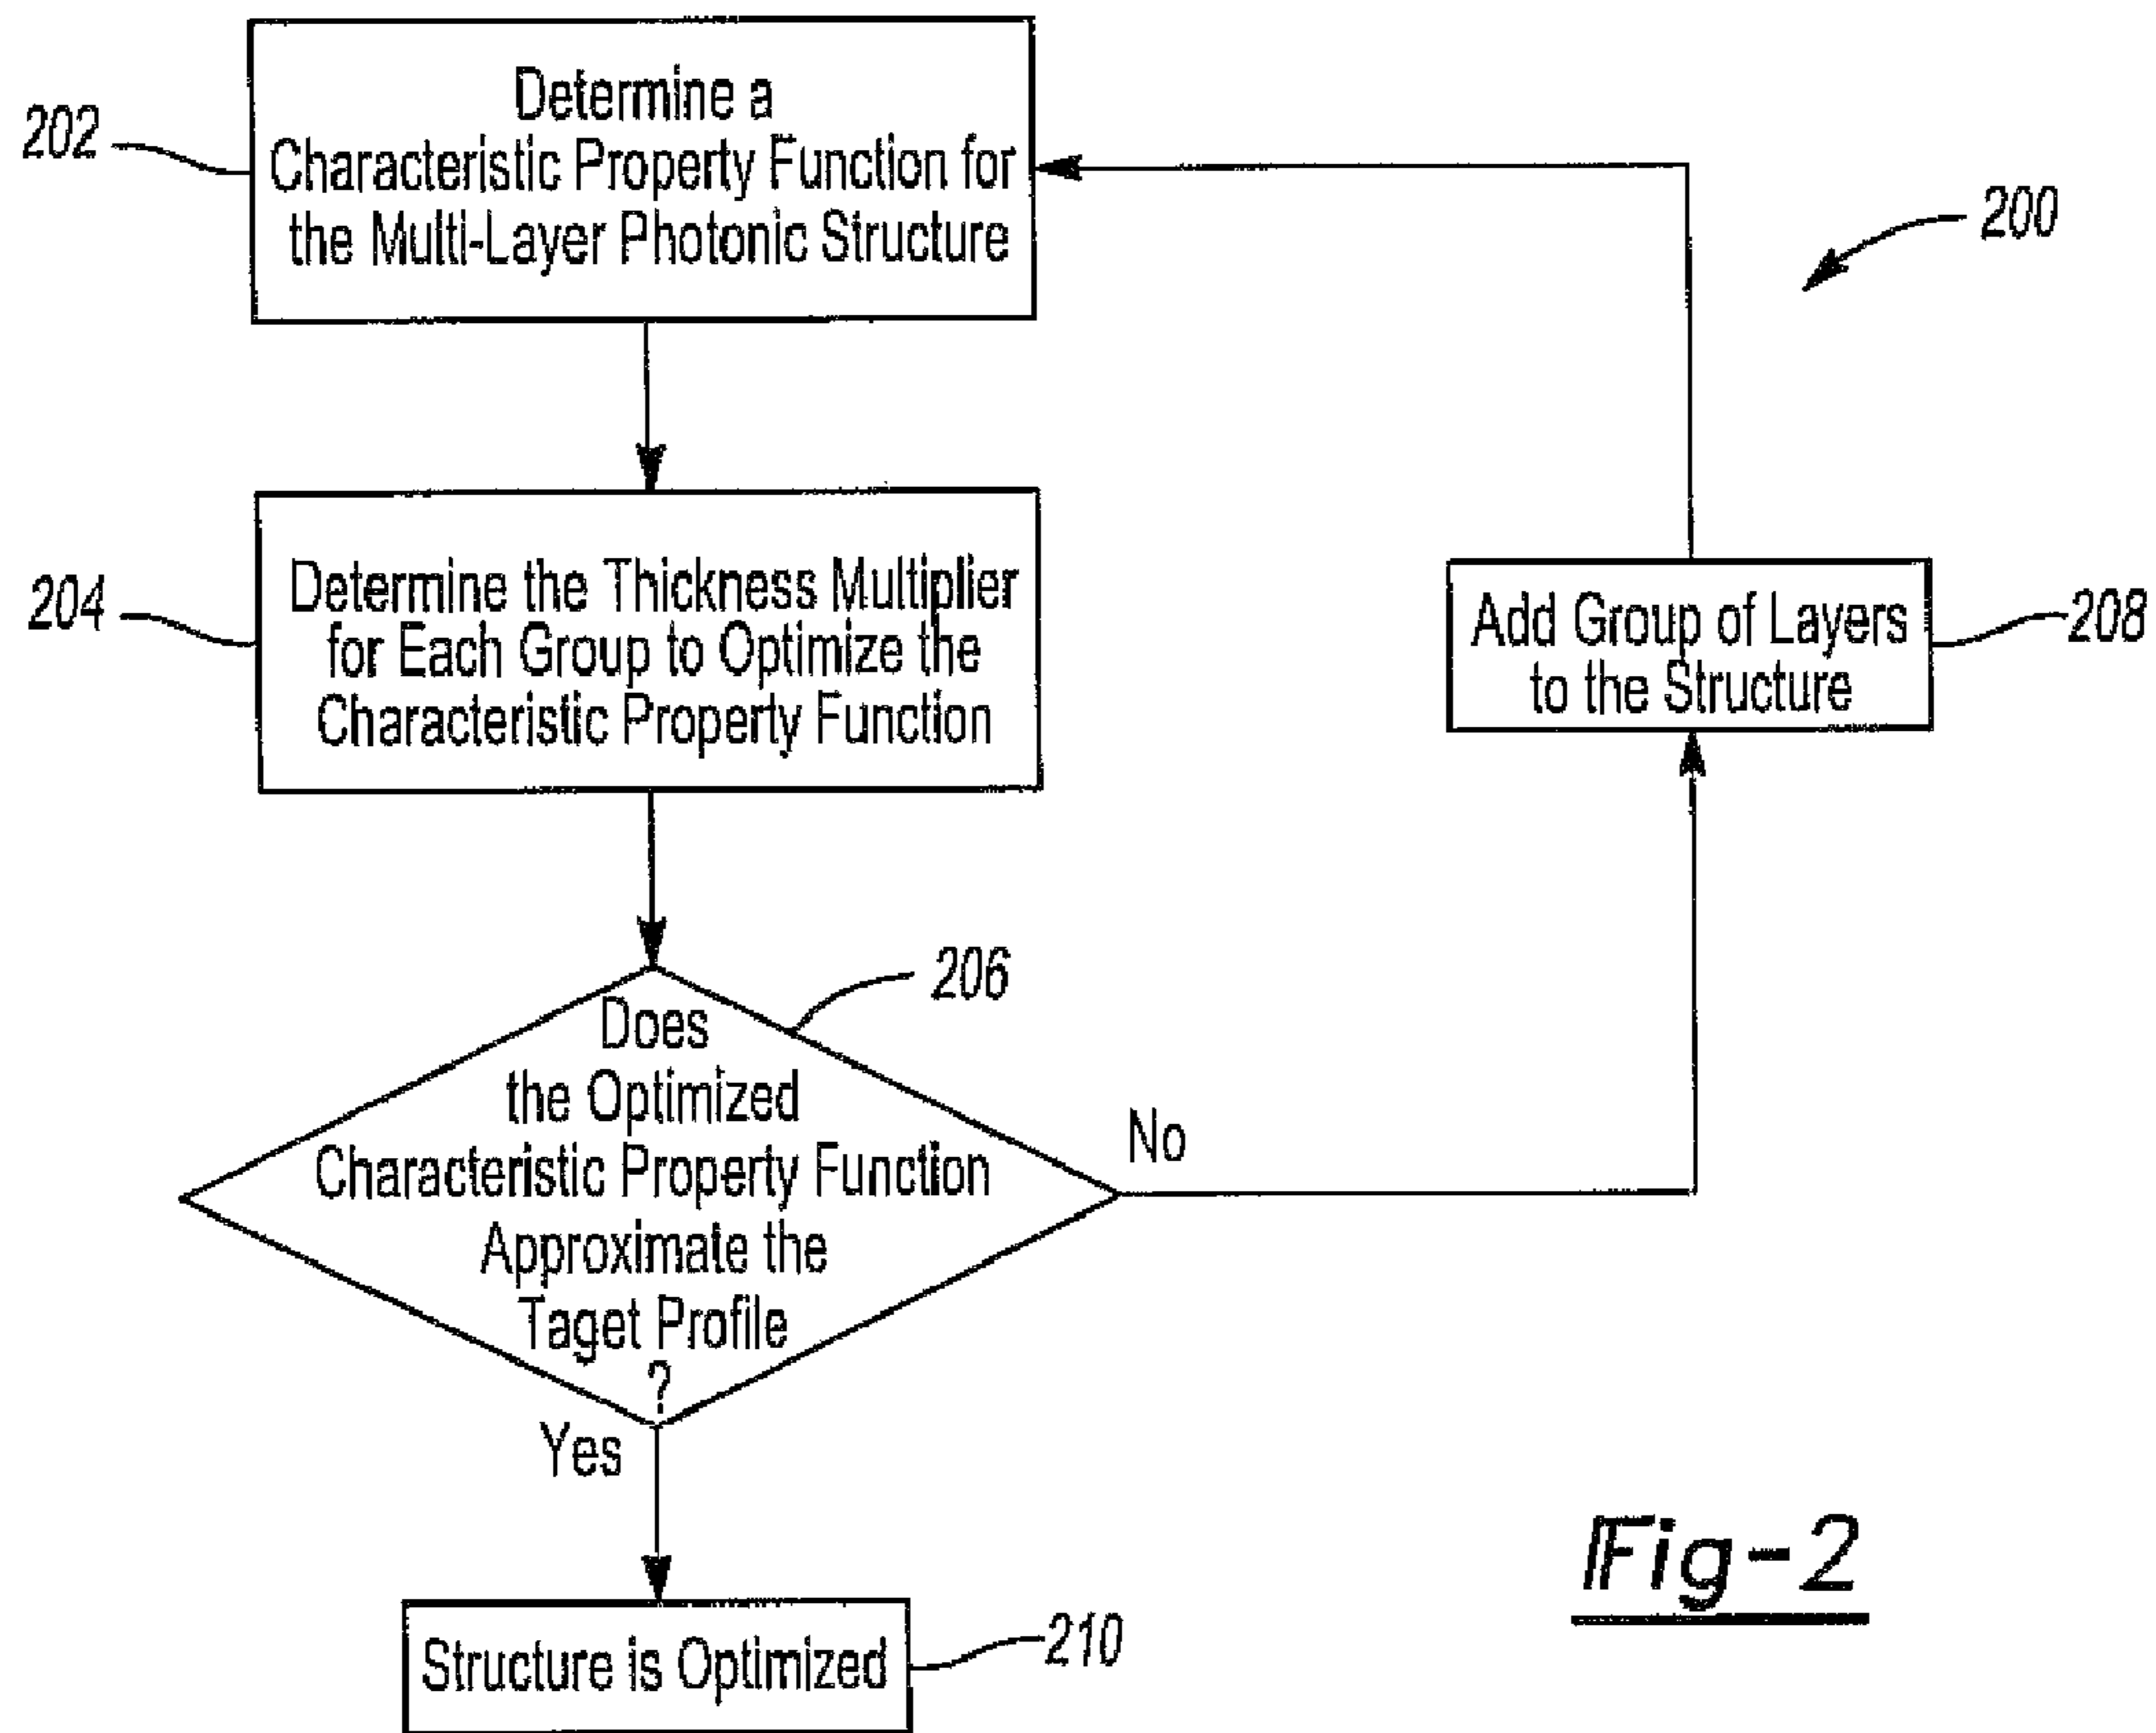 202
Determine a
Characteristic Property Function for
the Multi-Layer Photonic Structure
200
204
Determine the Thickness Multiplier
for Each Group to Optimize the
Characteristic Property Function
Add Group of Layers
to the Structure
208
206
Does
the Optimized
Characteristic Property Function
Approximate the
Taget Profile
?
No
Yes
Structure is Optimized
210
Fig-2